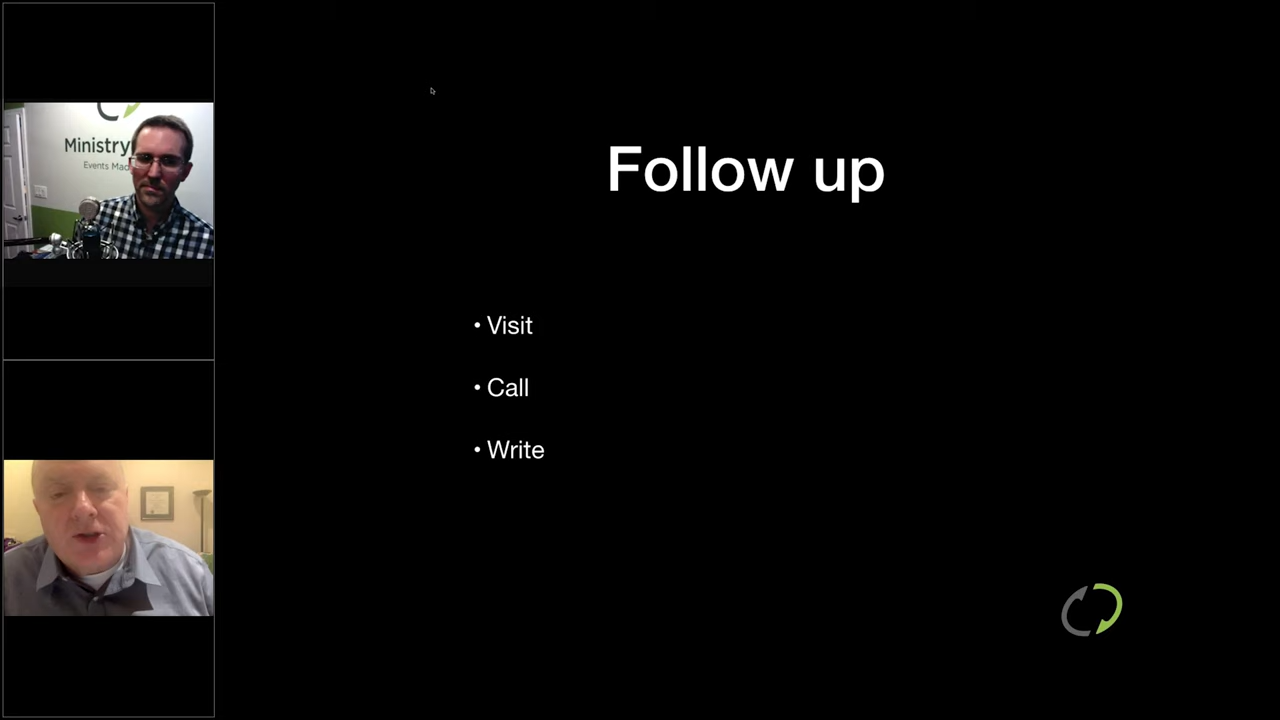 Ministry
Events Mad
Follow up
• Visit
• Call
• Write